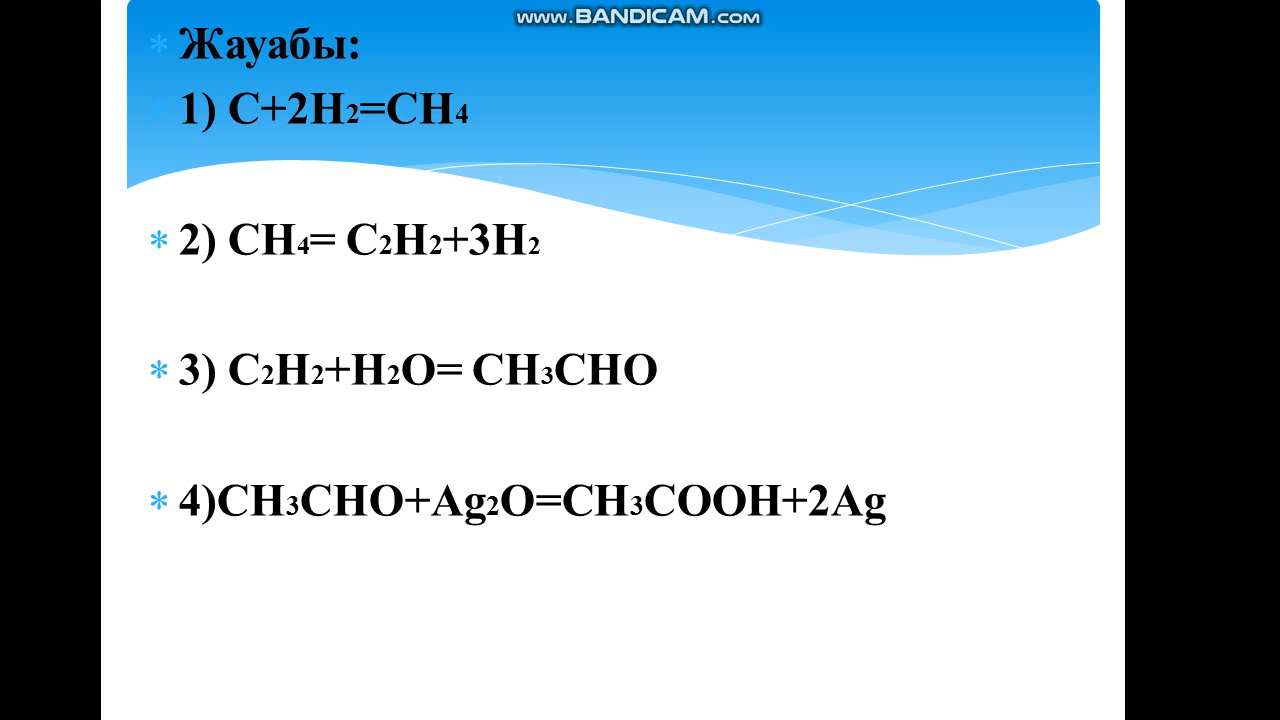 www.BANDICAM.com
Жауабы:
1) C+2H2=CH4
2) CH4= C2H2+3H2
3) C2H2+H2O= CH3CHO
4)CH3CHO+Ag2O=CH3COOH+2Ag